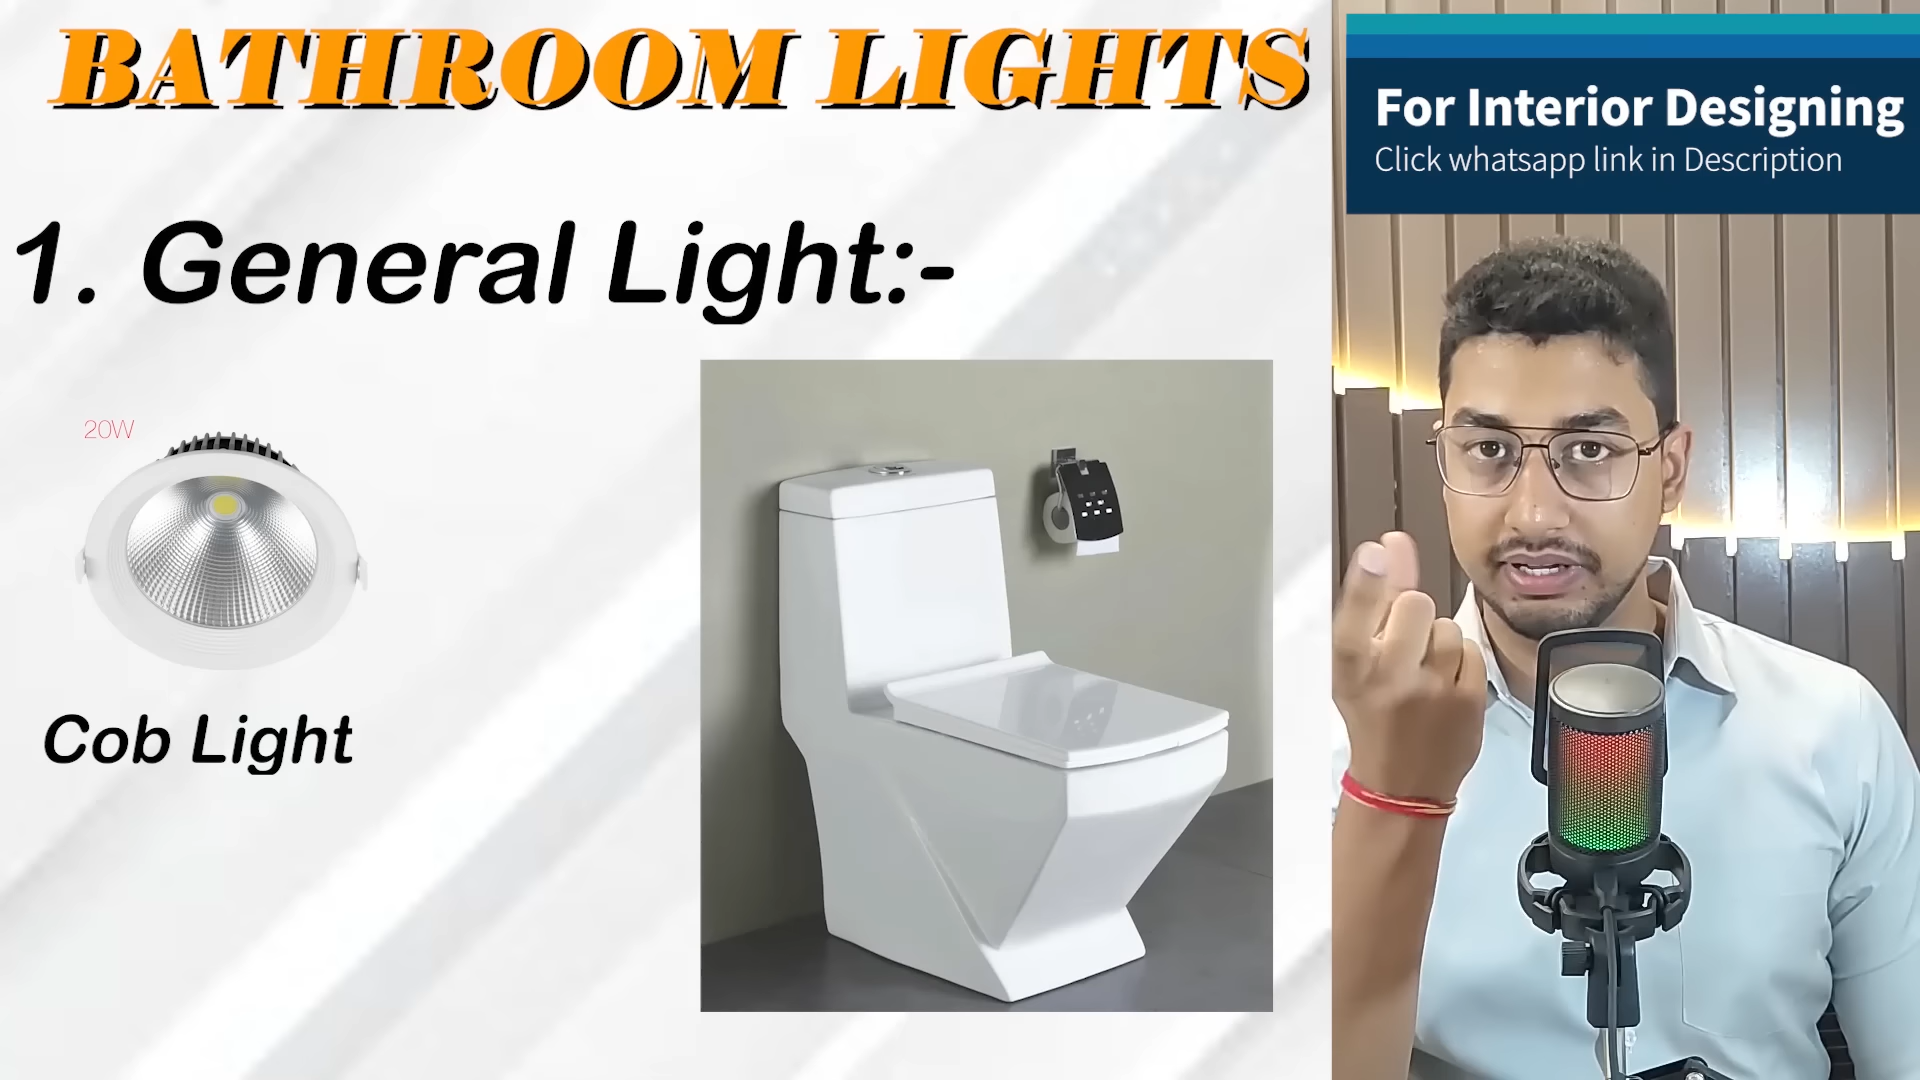 BATHROOM LIGHTS
For Interior Designing
Click whatsapp link in Description
1. General Light:-
20W
Cob Light